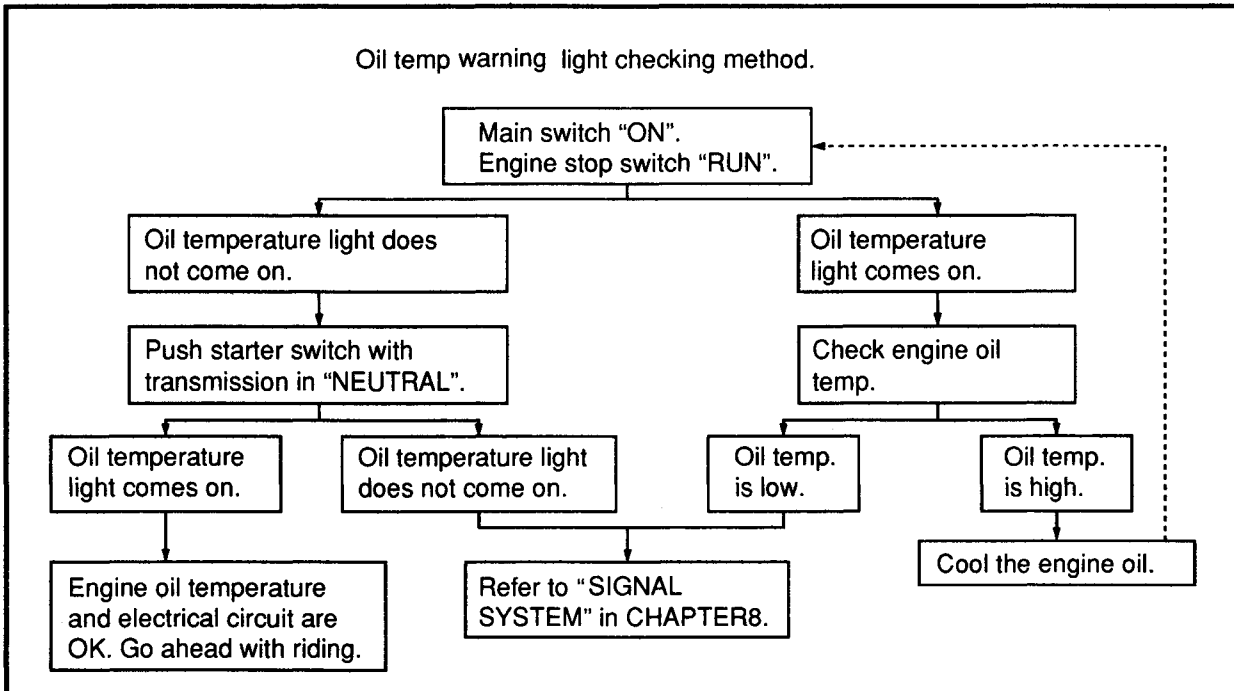 Oil temp warning light checking method.
Main switch “ON”.
Engine stop switch “RUN”.
Oil temperature light does
not come on.
Oil temperature
light comes on.
Push starter switch with
transmission in “NEUTRAL”.
Check engine oil
temp.
Oil temperature
light comes on.
Oil temperature light
does not come on.
Oil temp.
is low.
Oil temp.
is high.
Cool the engine oil.
Engine oil temperature
and electrical circuit are
OK. Go ahead with riding.
Refer to “SIGNAL
SYSTEM” in CHAPTER8.